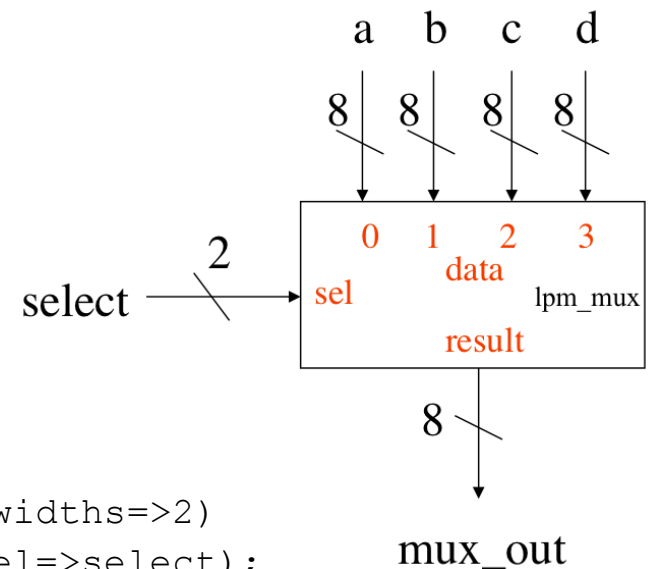 a b c d
8 8 8 8
0 1 2 3
2
data
select
sel
lpm_mux
result
8
widths=>2)
el=>select);
mux_out